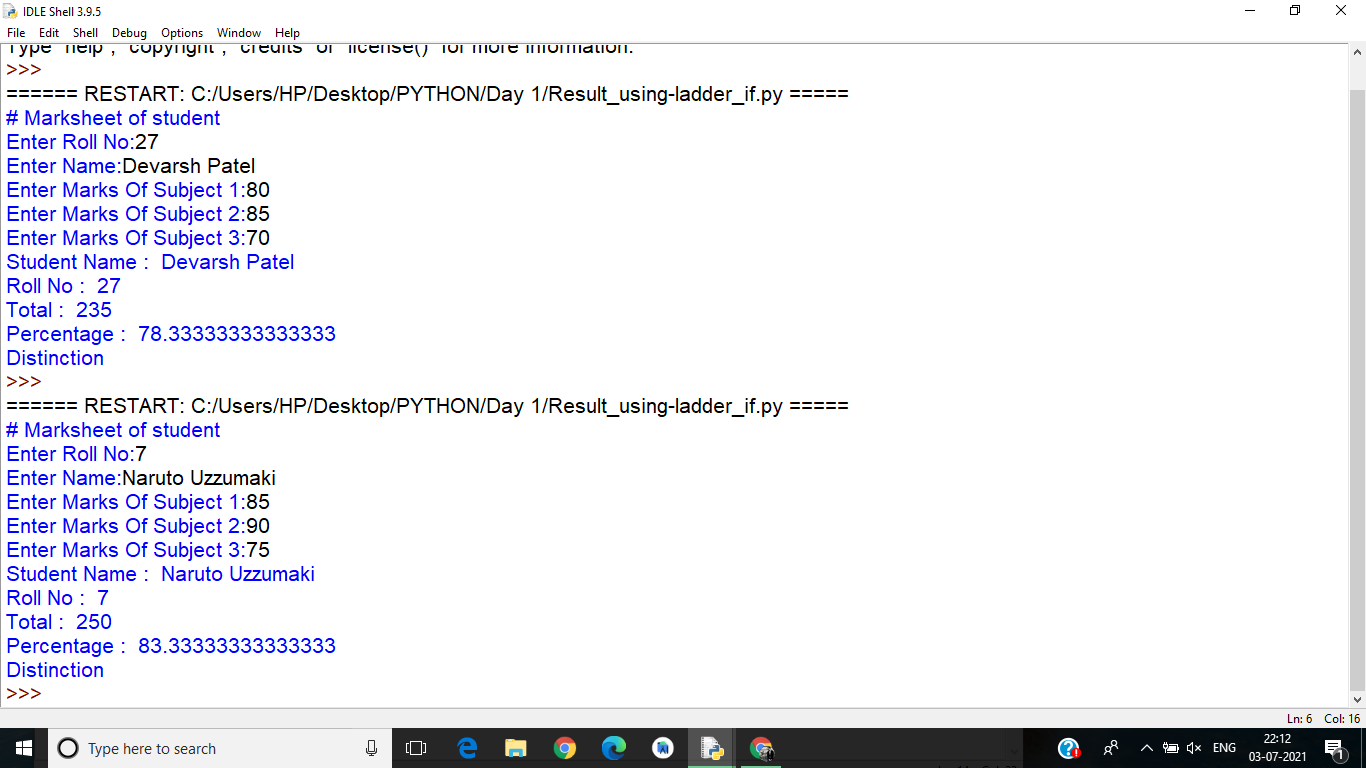 IDLE Shell 3.9.5
File Edit Shell Debug Options Window Help
Type "help", "copyright", "credits" or "license()" for more information.
>>>
====== RESTART: C:/Users/HP/Desktop/PYTHON/Day 1/Result_using-ladder_if.py =====
# Marksheet of student
Enter Roll No:27
Enter Name:Devarsh Patel
Enter Marks Of Subject 1:80
Enter Marks Of Subject 2:85
Enter Marks Of Subject 3:70
Student Name :  Devarsh Patel
Roll No :  27
Total :  235
Percentage :  78.33333333333333
Distinction
>>>
====== RESTART: C:/Users/HP/Desktop/PYTHON/Day 1/Result_using-ladder_if.py =====
# Marksheet of student
Enter Roll No:7
Enter Name:Naruto Uzzumaki
Enter Marks Of Subject 1:85
Enter Marks Of Subject 2:90
Enter Marks Of Subject 3:75
Student Name :  Naruto Uzzumaki
Roll No :  7
Total :  250
Percentage :  83.33333333333333
Distinction
>>>
Ln: 6 Col: 16
Type here to search
ENG
22:12
03-07-2021
1